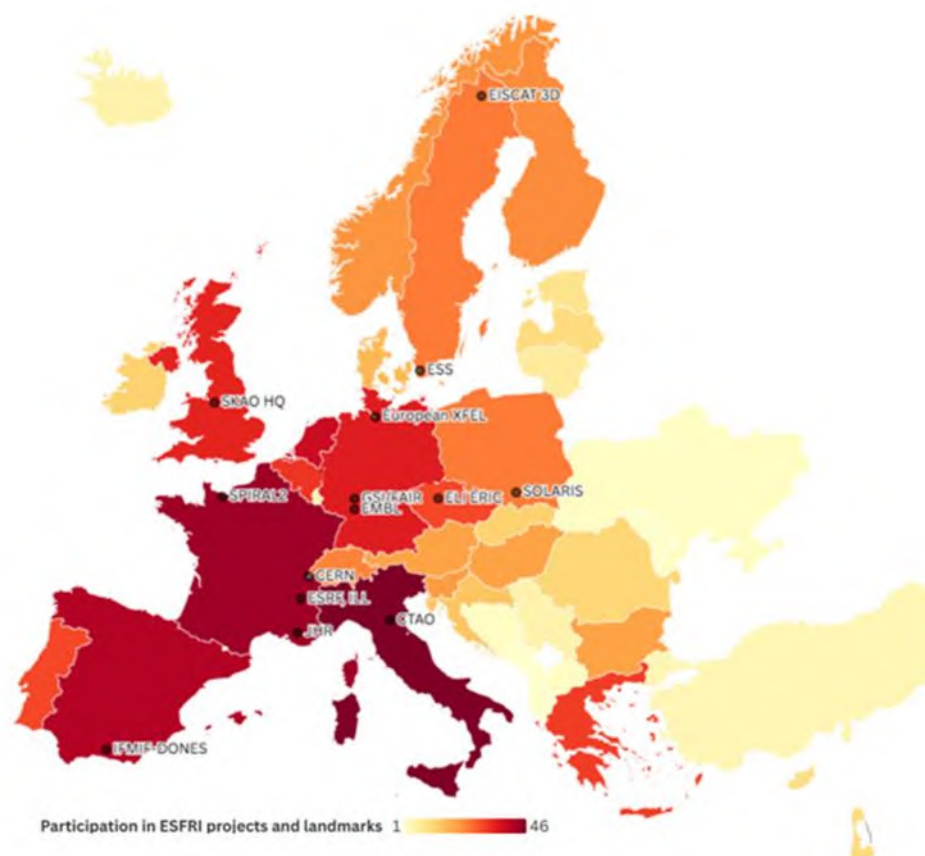 EISCAT 3D
ESS
SKAO HQ
European XFEL
SPIRAL2
GSI/FAIR
EMBL
ELI ERIC
SOLARIS
CERN
ESRF, ILL
CTAO
JHR
IFMIF-DONES
Participation in ESFRI projects and landmarks 1 46